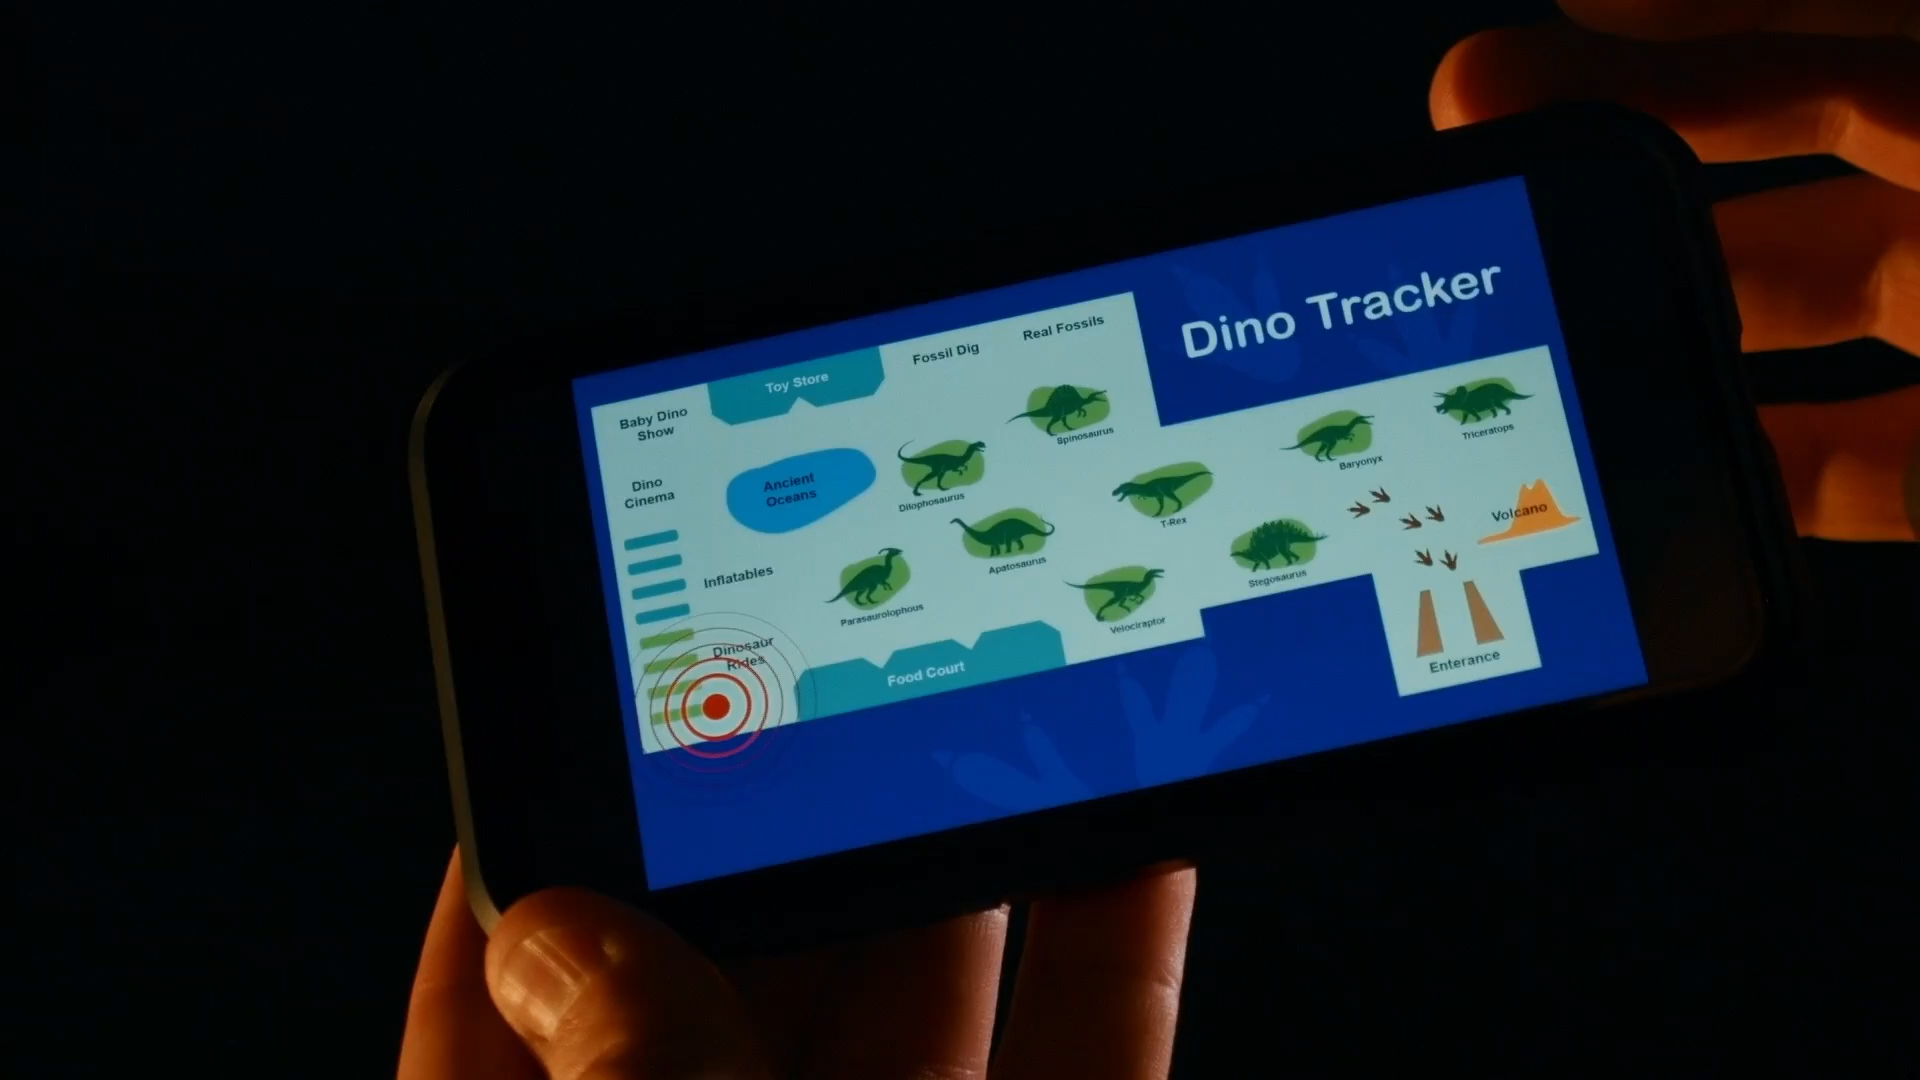 Dino Tracker
Real Fossils
Fossil Dig
Toy Store
Baby Dino
Show
Spinosaurus
Triceratops
Baryonyx
Dino
Cinema
Ancient
Oceans
Dilophosaurus
T-Rex
Volcano
Inflatables
Apatosaurus
Stegosaurus
Parasaurolophous
Velociraptor
Dinosaur
Rides
Food Court
Enterance